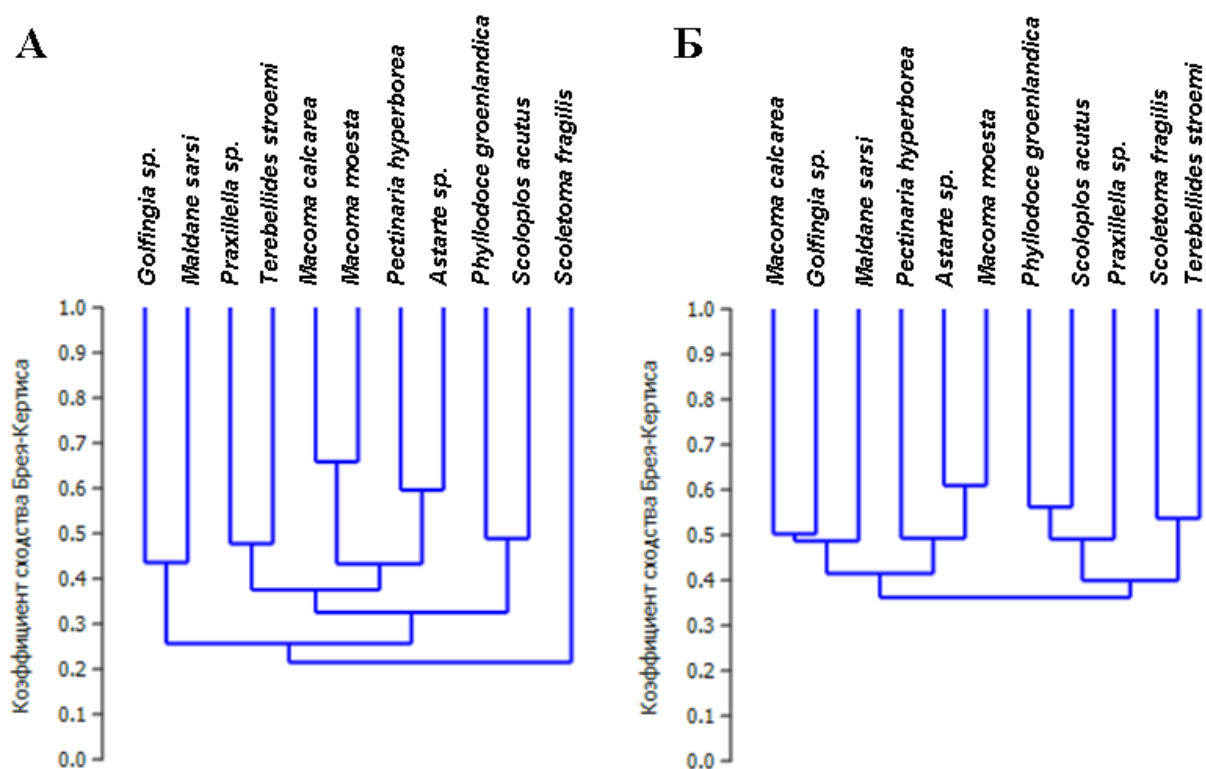 А
Golfingia sp.
Maldane sarsi
Praxillella sp.
Terebellides stroemi
Macoma calcarea
Macoma moesta
Pectinaria hyperborea
Astarte sp.
Phyllodoce groenlandica
Scoloplos acutus
Scoletoma fragilis
Коэффициент сходства Брея-Кертиса
1.0
0.9
0.8
0.7
0.6
0.5
0.4
0.3
0.2
0.1
0.0
Б
Macoma calcarea
Golfingia sp.
Maldane sarsi
Pectinaria hyperborea
Astarte sp.
Macoma moesta
Phyllodoce groenlandica
Scoloplos acutus
Praxillella sp.
Scoletoma fragilis
Terebellides stroemi
Коэффициент сходства Брея-Кертиса
1.0
0.9
0.8
0.7
0.6
0.5
0.4
0.3
0.2
0.1
0.0